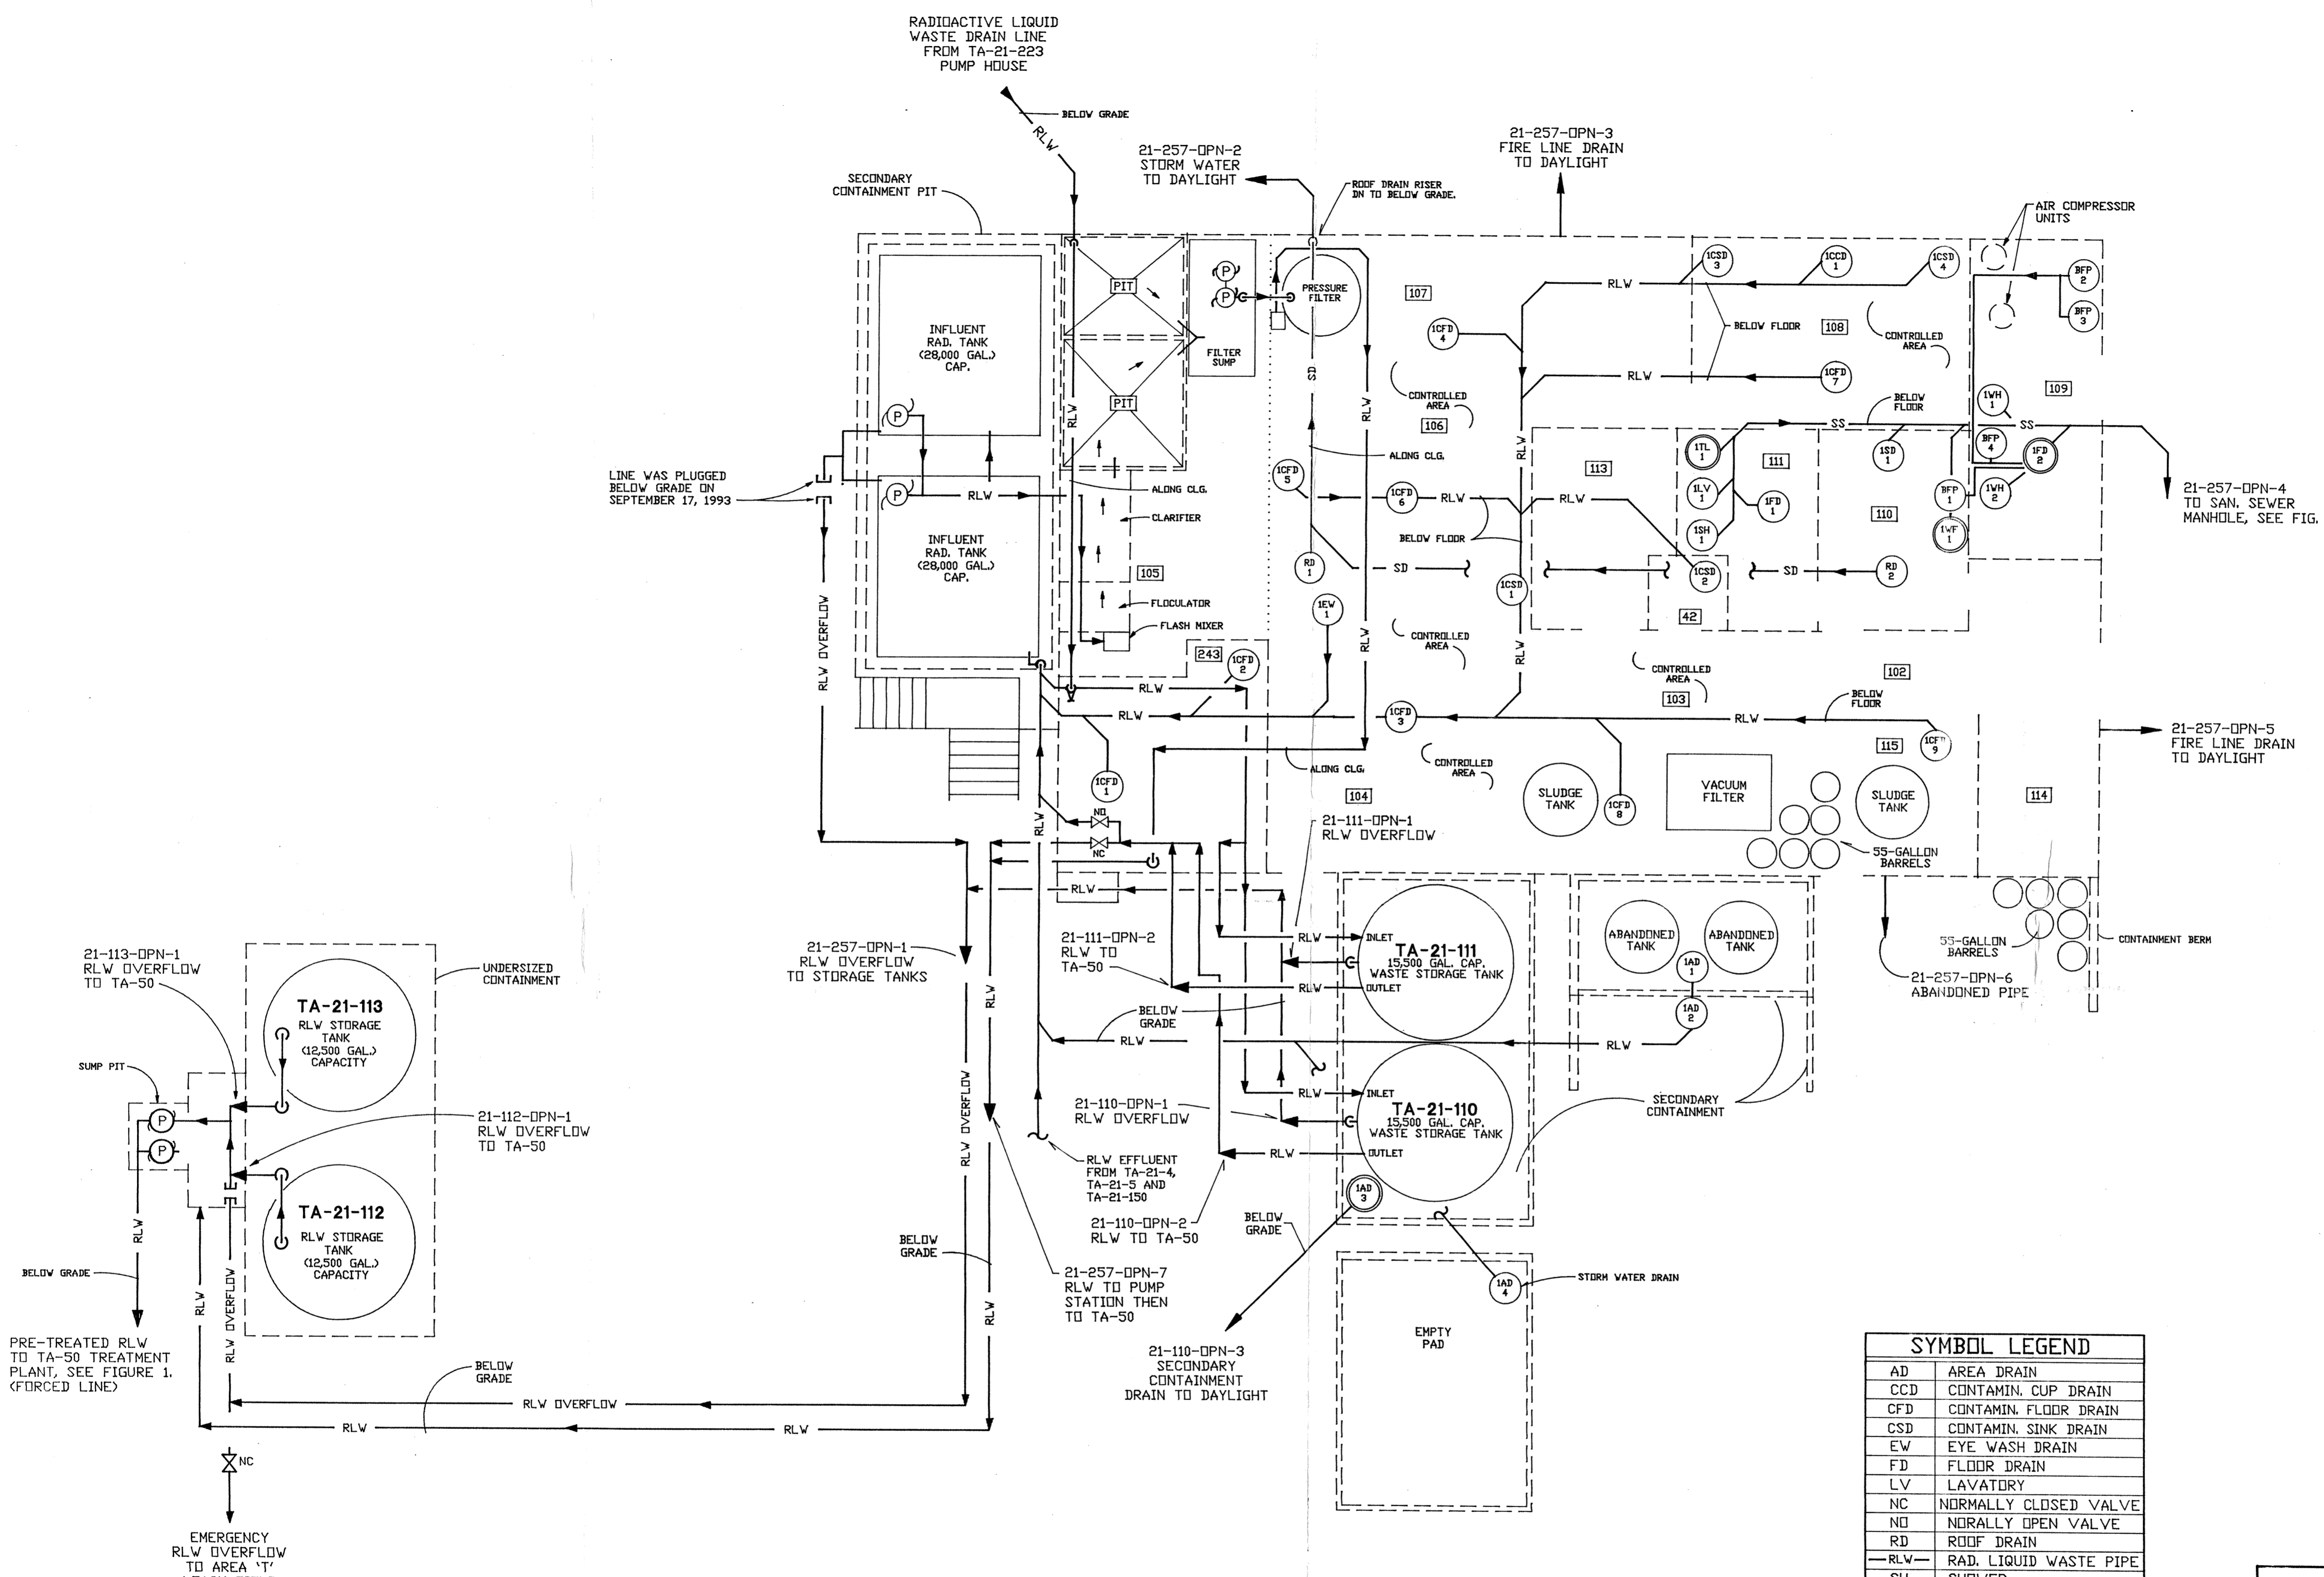 RADIOACTIVE LIQUID
WASTE DRAIN LINE
FROM TA-21-223
PUMP HOUSE
BELOW GRADE
RLW
21-257-OPN-2
STORM WATER
TO DAYLIGHT
21-257-OPN-3
FIRE LINE DRAIN
TO DAYLIGHT
SECONDARY
CONTAINMENT PIT
ROOF DRAIN RISER
DN TO BELOW GRADE.
AIR COMPRESSOR
UNITS
INFLUENT
RAD. TANK
(28,000 GAL.)
CAP.
P
PIT
PIT
RLW
P
P
FILTER
SUMP
PRESSURE
FILTER
SD
RLW
107
1CFD
4
RLW
1CSD
3
1CCD
1
1CSD
4
BELOW FLOOR
108
CONTROLLED
AREA
BFP
2
BFP
3
RLW
1CFD
7
CONTROLLED
AREA
106
RLW
109
1WH
1
BELOW
FLOOR
SS
SS
BFP
4
1FD
2
1WH
2
BFP
1
1WF
1
1SD
1
110
1TL
1
111
1LV
1
1FD
1
1SH
1
113
21-257-OPN-4
TO SAN. SEWER
MANHOLE, SEE FIG.
LINE WAS PLUGGED
BELOW GRADE ON
SEPTEMBER 17, 1993
P
RLW
INFLUENT
RAD. TANK
(28,000 GAL.)
CAP.
ALONG CLG.
CLARIFIER
105
FLOCULATOR
FLASH MIXER
ALONG CLG.
1CFD
5
1CFD
6
RLW
RLW
BELOW FLOOR
RD
1
SD
1CSD
1
1CSD
2
SD
RD
2
42
1EW
1
CONTROLLED
AREA
RLW
RLW
RLW OVERFLOW
243
1CFD
2
RLW
RLW
1CFD
3
CONTROLLED
AREA
103
102
RLW
BELOW
FLOOR
1CFD
9
115
21-257-OPN-5
FIRE LINE DRAIN
TO DAYLIGHT
1CFD
1
ALONG CLG.
CONTROLLED
AREA
104
SLUDGE
TANK
1CFD
8
VACUUM
FILTER
SLUDGE
TANK
114
55-GALLON
BARRELS
NO
NC
RLW
RLW
21-111-OPN-1
RLW OVERFLOW
21-113-OPN-1
RLW OVERFLOW
TO TA-50
UNDERSIZED
CONTAINMENT
21-257-OPN-1
RLW OVERFLOW
TO STORAGE TANKS
RLW
21-111-OPN-2
RLW TO
TA-50
RLW
INLET
TA-21-111
15,500 GAL. CAP.
WASTE STORAGE TANK
RLW
OUTLET
ABANDONED
TANK
ABANDONED
TANK
1AD
1
1AD
2
55-GALLON
BARRELS
CONTAINMENT BERM
21-257-OPN-6
ABANDONED PIPE
BELOW
GRADE
RLW
RLW
TA-21-113
RLW STORAGE
TANK
(12,500 GAL.)
CAPACITY
SUMP PIT
P
P
21-112-OPN-1
RLW OVERFLOW
TO TA-50
RLW OVERFLOW
21-110-OPN-1
RLW OVERFLOW
RLW
INLET
TA-21-110
15,500 GAL. CAP.
WASTE STORAGE TANK
RLW
OUTLET
SECONDARY
CONTAINMENT
RLW EFFLUENT
FROM TA-21-4,
TA-21-5 AND
TA-21-150
1AD
3
TA-21-112
RLW STORAGE
TANK
(12,500 GAL.)
CAPACITY
RLW
BELOW GRADE
RLW
RLW OVERFLOW
BELOW
GRADE
RLW
21-110-OPN-2
RLW TO TA-50
BELOW
GRADE
21-257-OPN-7
RLW TO PUMP
STATION THEN
TO TA-50
1AD
4
STORM WATER DRAIN
EMPTY
PAD
21-110-OPN-3
SECONDARY
CONTAINMENT
DRAIN TO DAYLIGHT
PRE-TREATED RLW
TO TA-50 TREATMENT
PLANT, SEE FIGURE 1.
(FORCED LINE)
BELOW
GRADE
RLW OVERFLOW
RLW
RLW
NC
EMERGENCY
RLW OVERFLOW
TO AREA 'T'
SYMBOL LEGEND
AD AREA DRAIN
CCD CONTAMIN. CUP DRAIN
CFD CONTAMIN. FLOOR DRAIN
CSD CONTAMIN. SINK DRAIN
EW EYE WASH DRAIN
FD FLOOR DRAIN
LV LAVATORY
NC NORMALLY CLOSED VALVE
NO NORALLY OPEN VALVE
RD ROOF DRAIN
RLW RAD. LIQUID WASTE PIPE